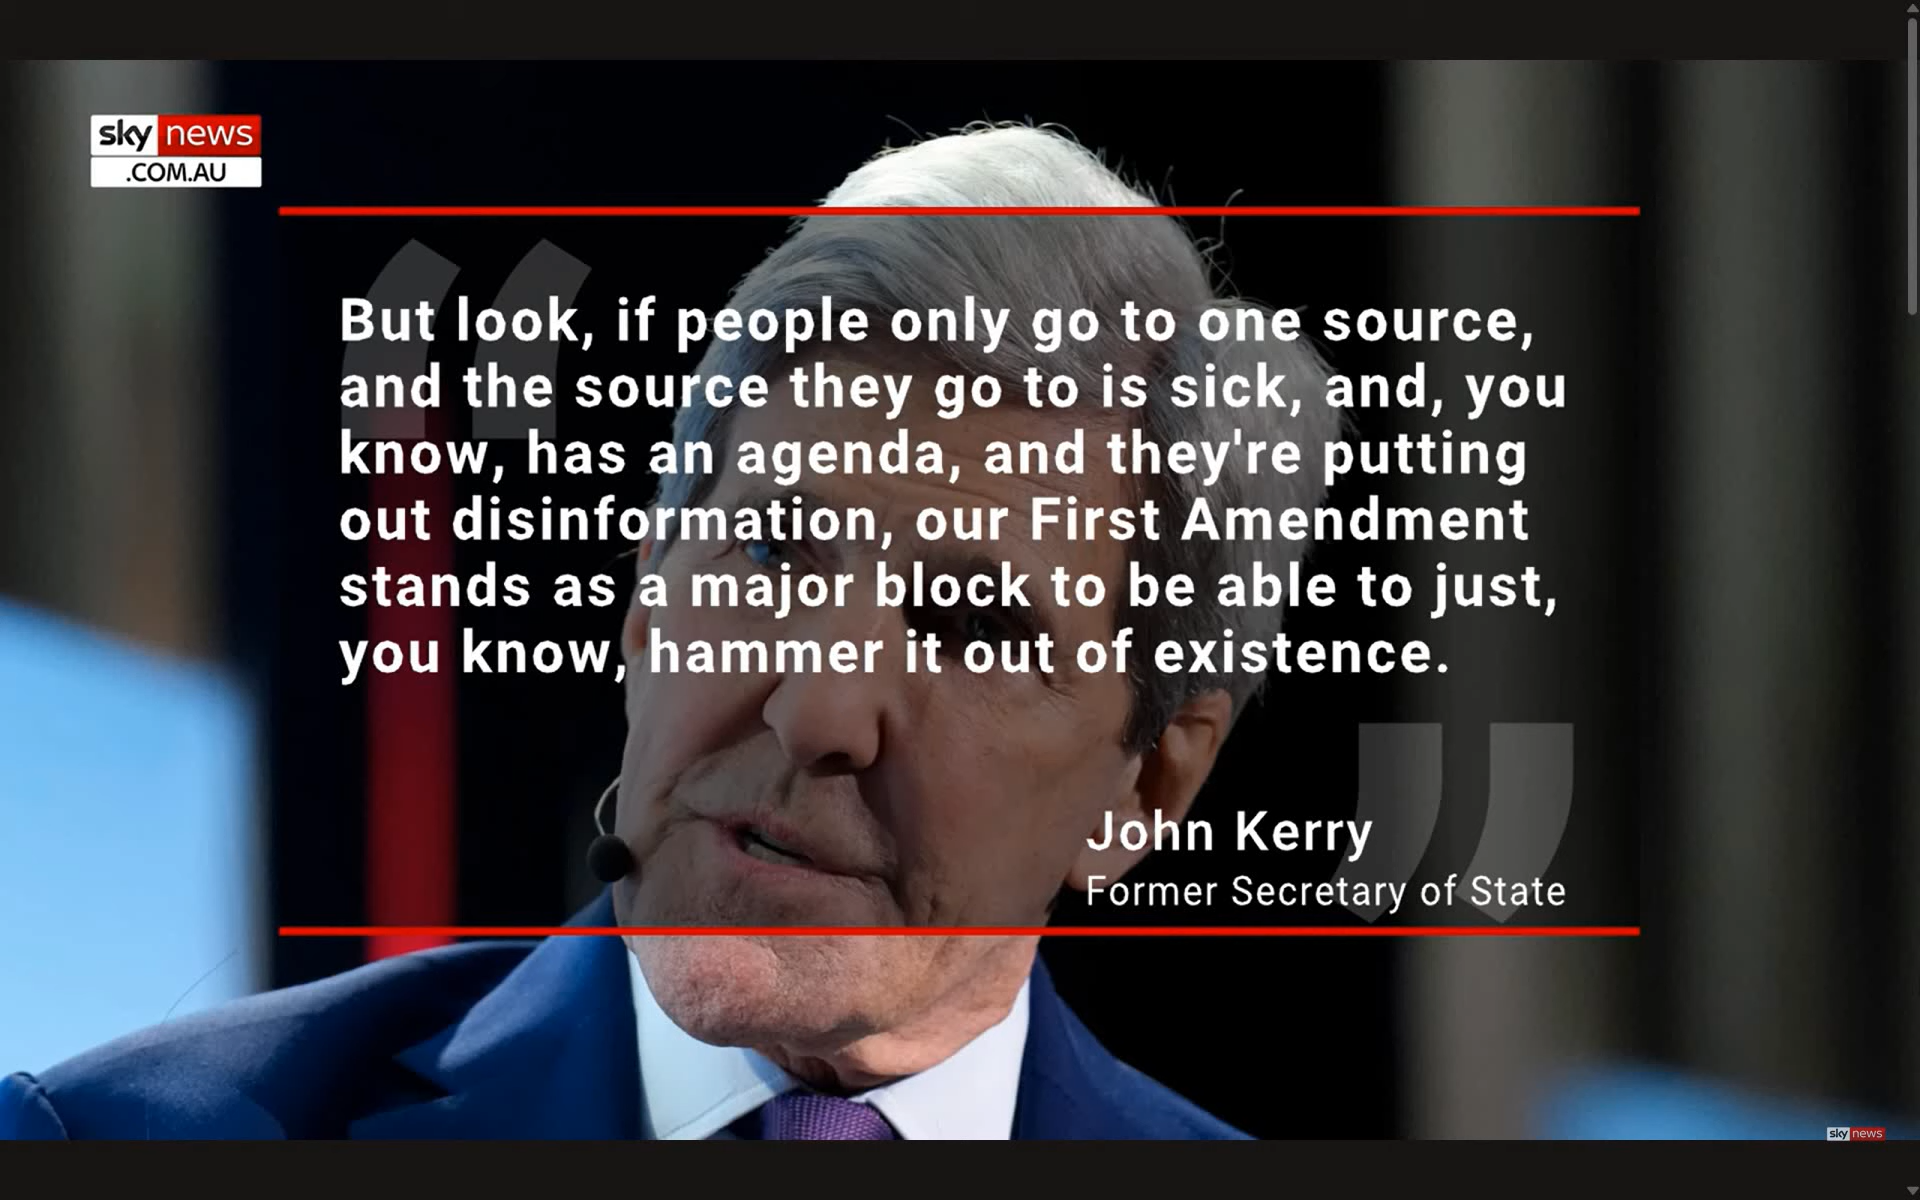 sky news
.COM.AU
But look, if people only go to one source,
and the source they go to is sick, and, you
know, has an agenda, and they're putting
out disinformation, our First Amendment
stands as a major block to be able to just,
you know, hammer it out of existence.
John Kerry
Former Secretary of State
sky news